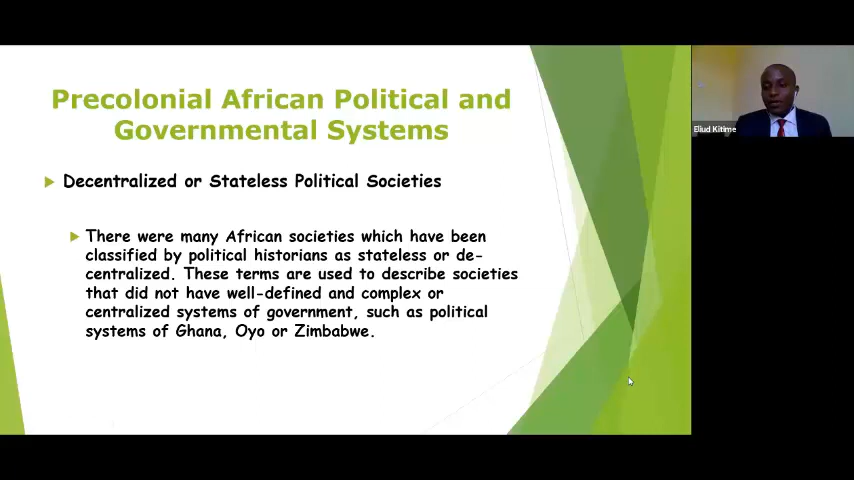 Precolonial African Political and
Governmental Systems
Decentralized or Stateless Political Societies
There were many African societies which have been
classified by political historians as stateless or de-
centralized. These terms are used to describe societies
that did not have well-defined and complex or
centralized systems of government, such as political
systems of Ghana, Oyo or Zimbabwe.
Eliud Kitime